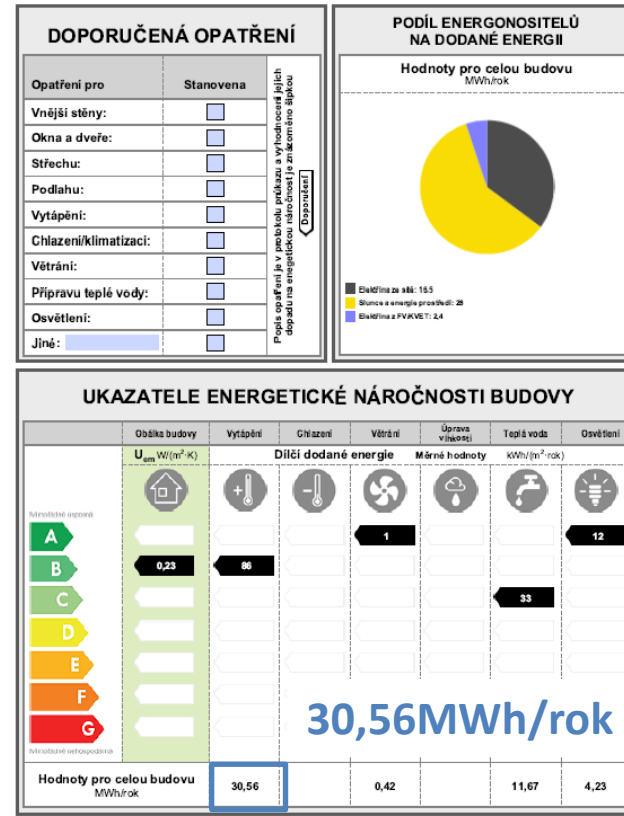 DOPORUČENÁ OPATŘENÍ
Opatření pro
Stanovena
Vnější stěny:
Okna a dveře:
Střechu:
Podlahu:
Vytápění:
Chlazení/klimatizaci:
Větrání:
Přípravu teplé vody:
Osvětlení:
Jiné:
Popis opatření je v protokolu průkazu a vyhodnocení jejich
dopadu na enegetickou náročnost je znázorněno šipkou
Doporučení
PODÍL ENERGONOSITELŮ
NA DODANÉ ENERGII
Hodnoty pro celou budovu
MWh/rok
Elektřina ze sítě: 16.5
Slunce a energie prostředí: 28
Elektřina z FV/KVET: 2,4
UKAZATELE ENERGETICKÉ NÁROČNOSTI BUDOVY
Obálka budovy
Vytápění
Chlazení
Větrání
Úprava
vlhkosti
Teplá voda
Osvětlení
Uem W/(m²·K)
Dílčí dodané energie
Měrné hodnoty
kWh/(m²·rok)
Mimořádně úsporná
A
1
12
B
0,23
86
C
33
D
E
F
G
30,56MWh/rok
Mimořádně nehospodárná
Hodnoty pro celou budovu
MWh/rok
30,56
0,42
11,67
4,23